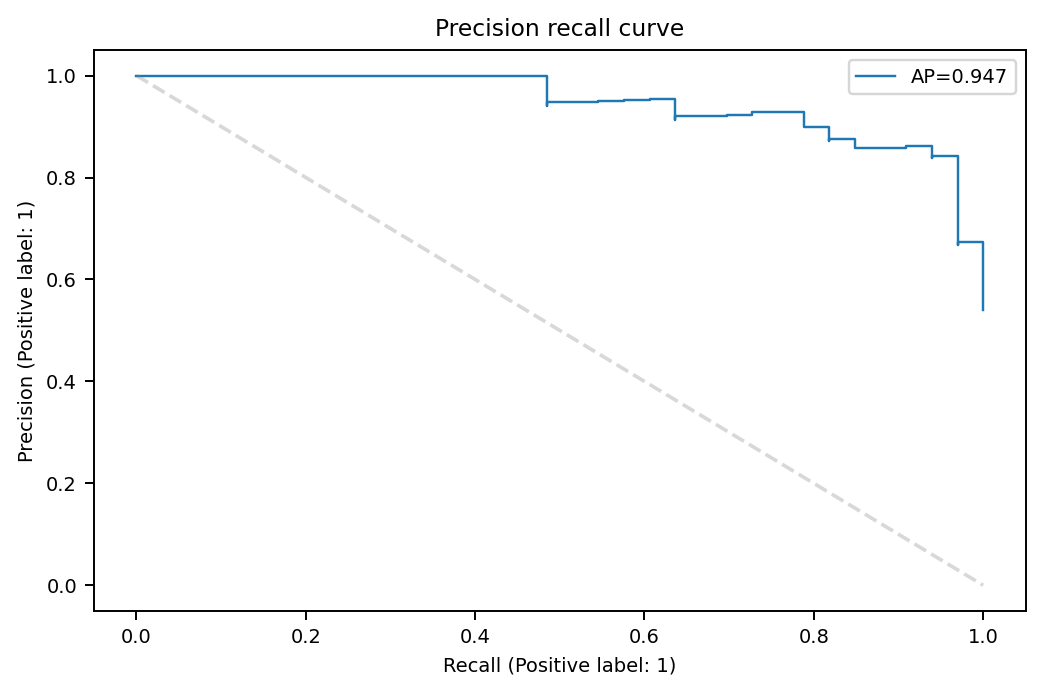 Precision recall curve
AP=0.947
Precision (Positive label: 1)
1.0
0.8
0.6
0.4
0.2
0.0
0.0 0.2 0.4 0.6 0.8 1.0
Recall (Positive label: 1)